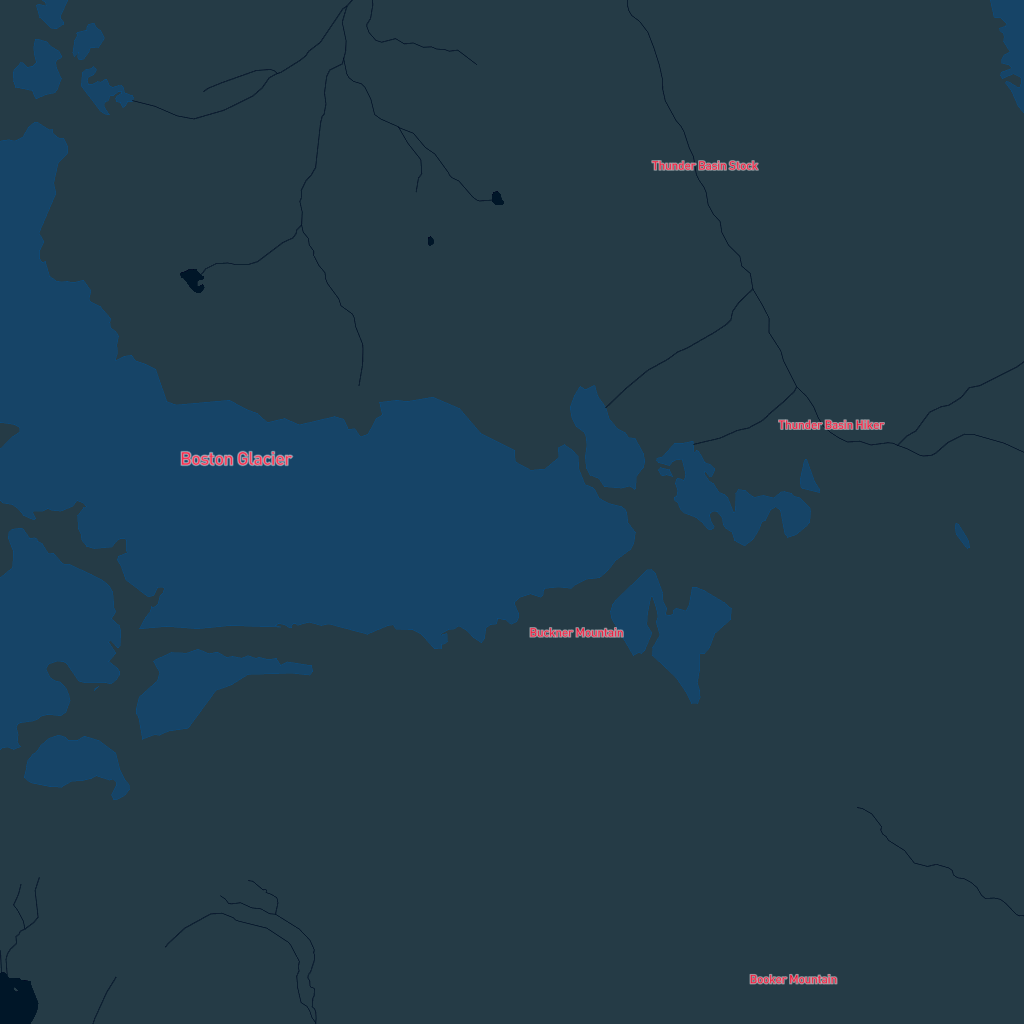 Thunder Basin Stock
Thunder Basin Hiker
Boston Glacier
Buckner Mountain
Booker Mountain